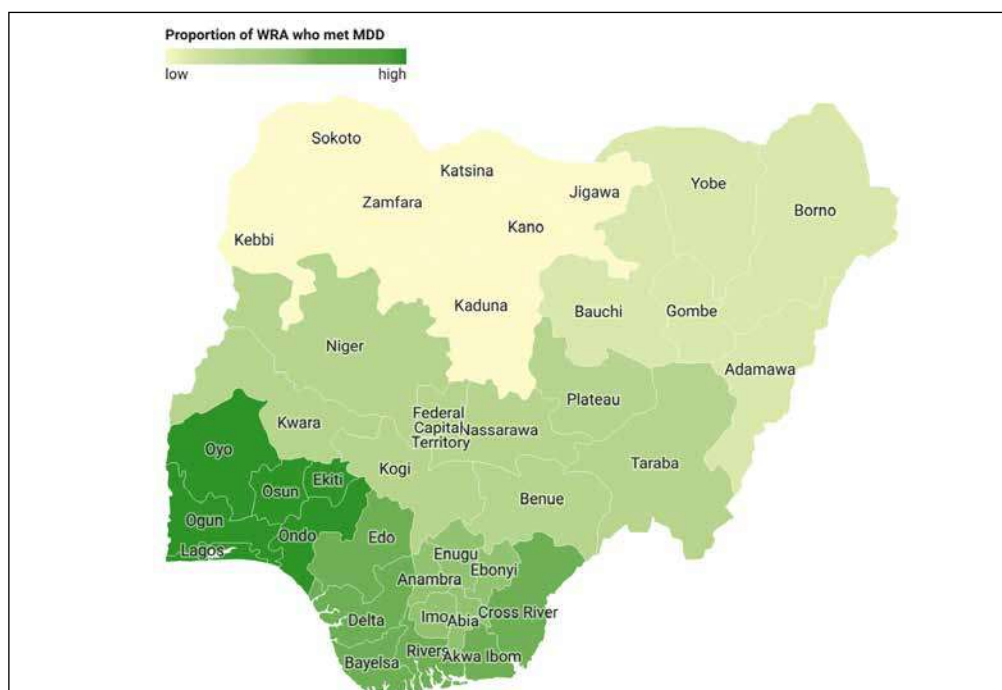 Proportion of WRA who met MDD
low high
Sokoto
Katsina
Yobe
Jigawa
Zamfara
Borno
Kano
Kebbi
Kaduna
Bauchi
Gombe
Niger
Adamawa
Plateau
Federal
Capital
Territory
Nassarawa
Kwara
Oyo
Taraba
Kogi
Ekiti
Osun
Benue
Ogun
Ondo
Edo
Lagos
Enugu
Ebonyi
Anambra
Cross River
Imo
Abia
Delta
Rivers
Akwa Ibom
Bayelsa